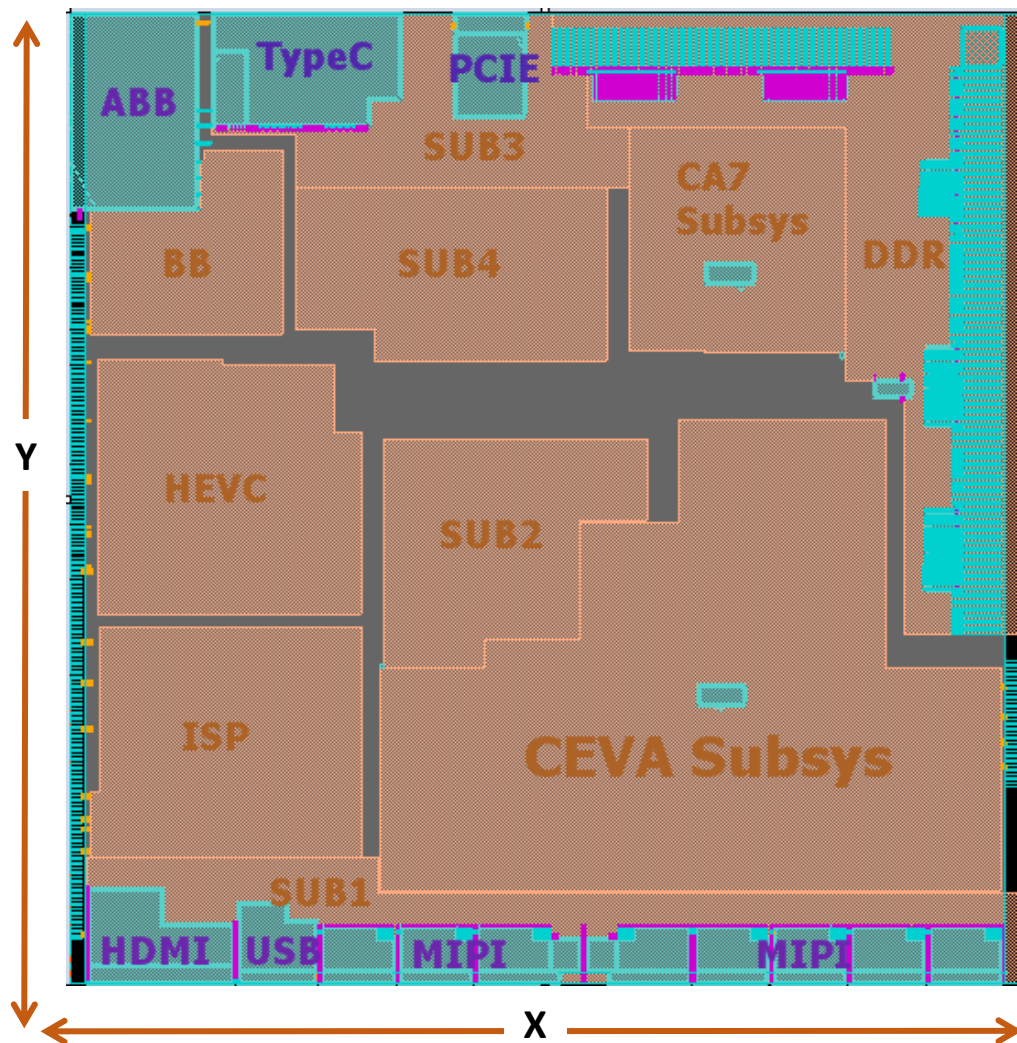 TypeC
PCIE
ABB
SUB3
CA7
Subsys
BB
SUB4
DDR
Y
HEVC
SUB2
ISP
CEVA Subsys
SUB1
HDMI
USB
MIPI
MIPI
X